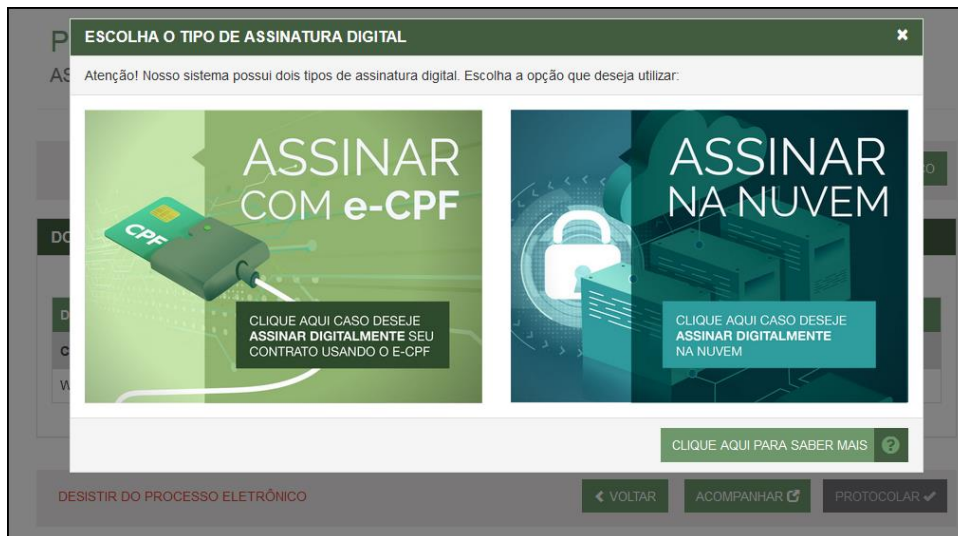 ESCOLHA O TIPO DE ASSINATURA DIGITAL
Atenção! Nosso sistema possui dois tipos de assinatura digital. Escolha a opção que deseja utilizar:
ASSINAR
COM e-CPF
CPF
CLIQUE AQUI CASO DESEJE
ASSINAR DIGITALMENTE SEU
CONTRATO USANDO O E-CPF
ASSINAR
NA NUVEM
CLIQUE AQUI CASO DESEJE
ASSINAR DIGITALMENTE
NA NUVEM
CLIQUE AQUI PARA SABER MAIS ?
DESISTIR DO PROCESSO ELETRÔNICO
VOLTAR
ACOMPANHAR
PROTOCOLAR